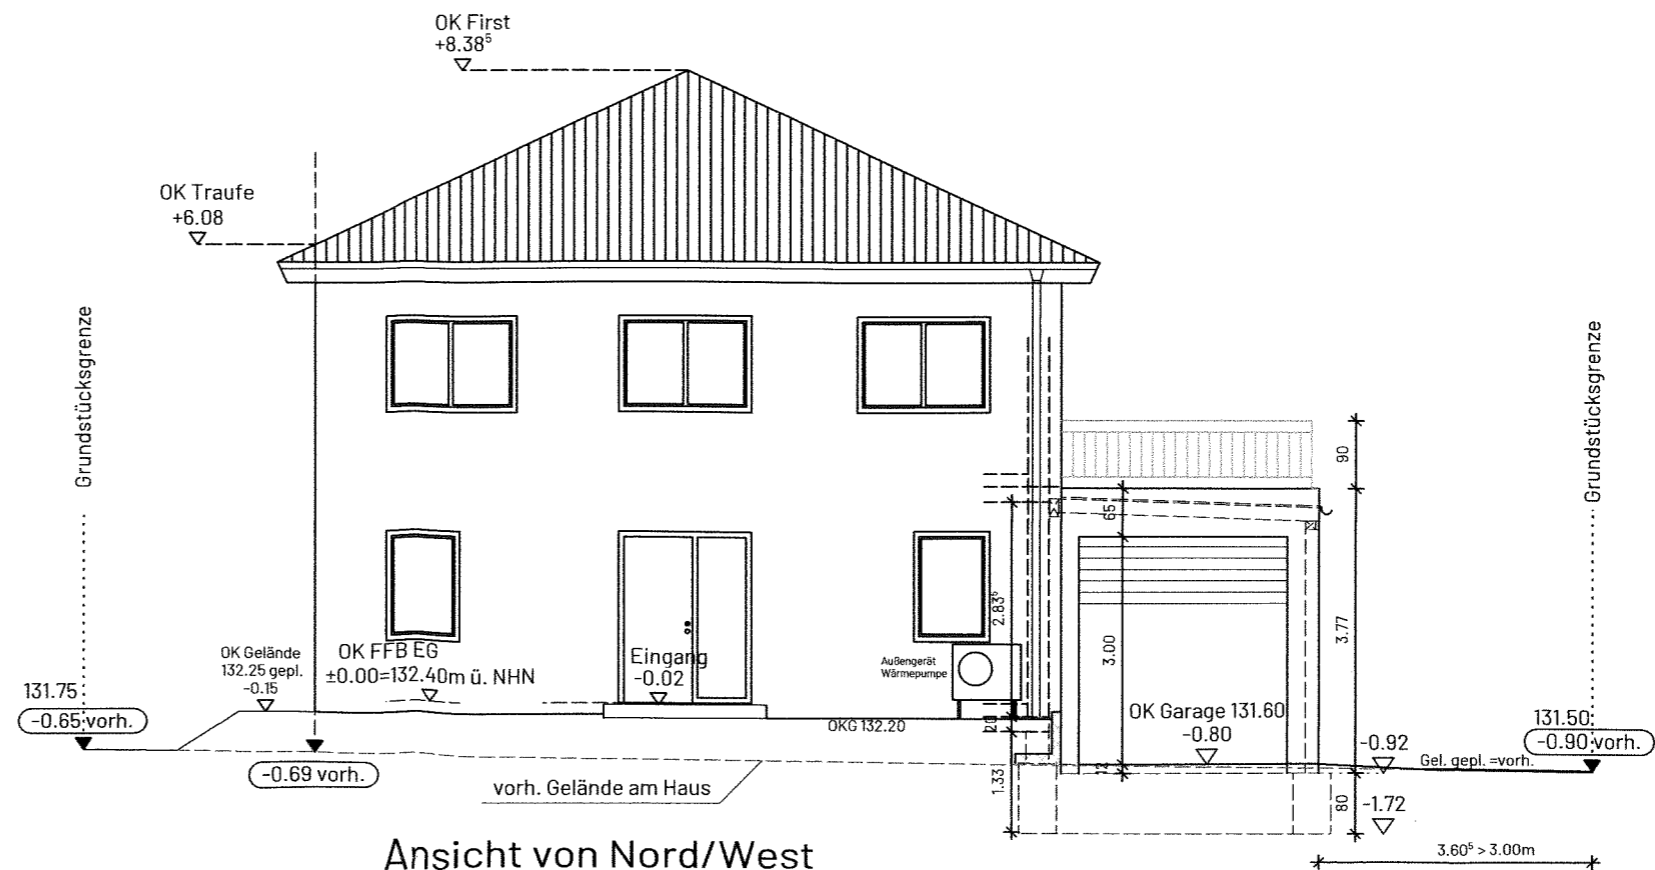 OK First
+8.38⁵
OK Traufe
+6.08
Grundstücksgrenze
Grundstücksgrenze
90
65
2.83⁵
3.00
3.77
OK Gelände
132.25 gepl.
-0.15
OK FFB EG
±0.00=132.40m ü. NHN
Eingang
-0.02
Außengerät
Wärmepumpe
131.75
-0.65 vorh.
OKG 132.20
20
OK Garage 131.60
-0.80
131.50
-0.90 vorh.
-0.92
Gel. gepl. =vorh.
-0.69 vorh.
vorh. Gelände am Haus
1.33
12
80
-1.72
Ansicht von Nord/West
3.60⁵ > 3.00m